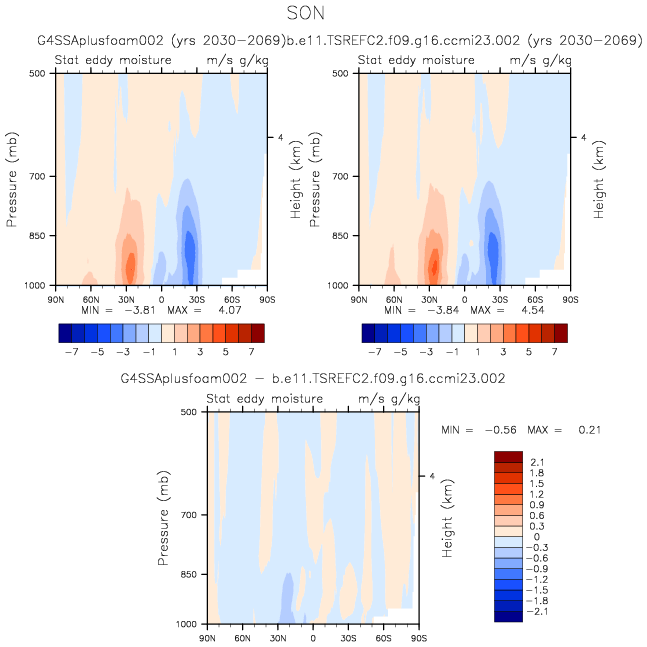 SON
G4SSAplusfoam002 (yrs 2030-2069)b.e11.TSREFC2.f09.g16.ccmi23.002 (yrs 2030-2069)
Stat eddy moisture m/s g/kg Stat eddy moisture m/s g/kg
500 500
4 4
700 700
850 850
1000 1000
Pressure (mb) Height (km) Pressure (mb) Height (km)
90N 60N 30N 0 30S 60S 90S 90N 60N 30N 0 30S 60S 90S
MIN = -3.81 MAX = 4.07 MIN = -3.84 MAX = 4.54
-7 -5 -3 -1 1 3 5 7 -7 -5 -3 -1 1 3 5 7
G4SSAplusfoam002 - b.e11.TSREFC2.f09.g16.ccmi23.002
Stat eddy moisture m/s g/kg
MIN = -0.56 MAX = 0.21
500
4
700
850
1000
Pressure (mb) Height (km)
90N 60N 30N 0 30S 60S 90S
2.1
1.8
1.5
1.2
0.9
0.6
0.3
0
-0.3
-0.6
-0.9
-1.2
-1.5
-1.8
-2.1